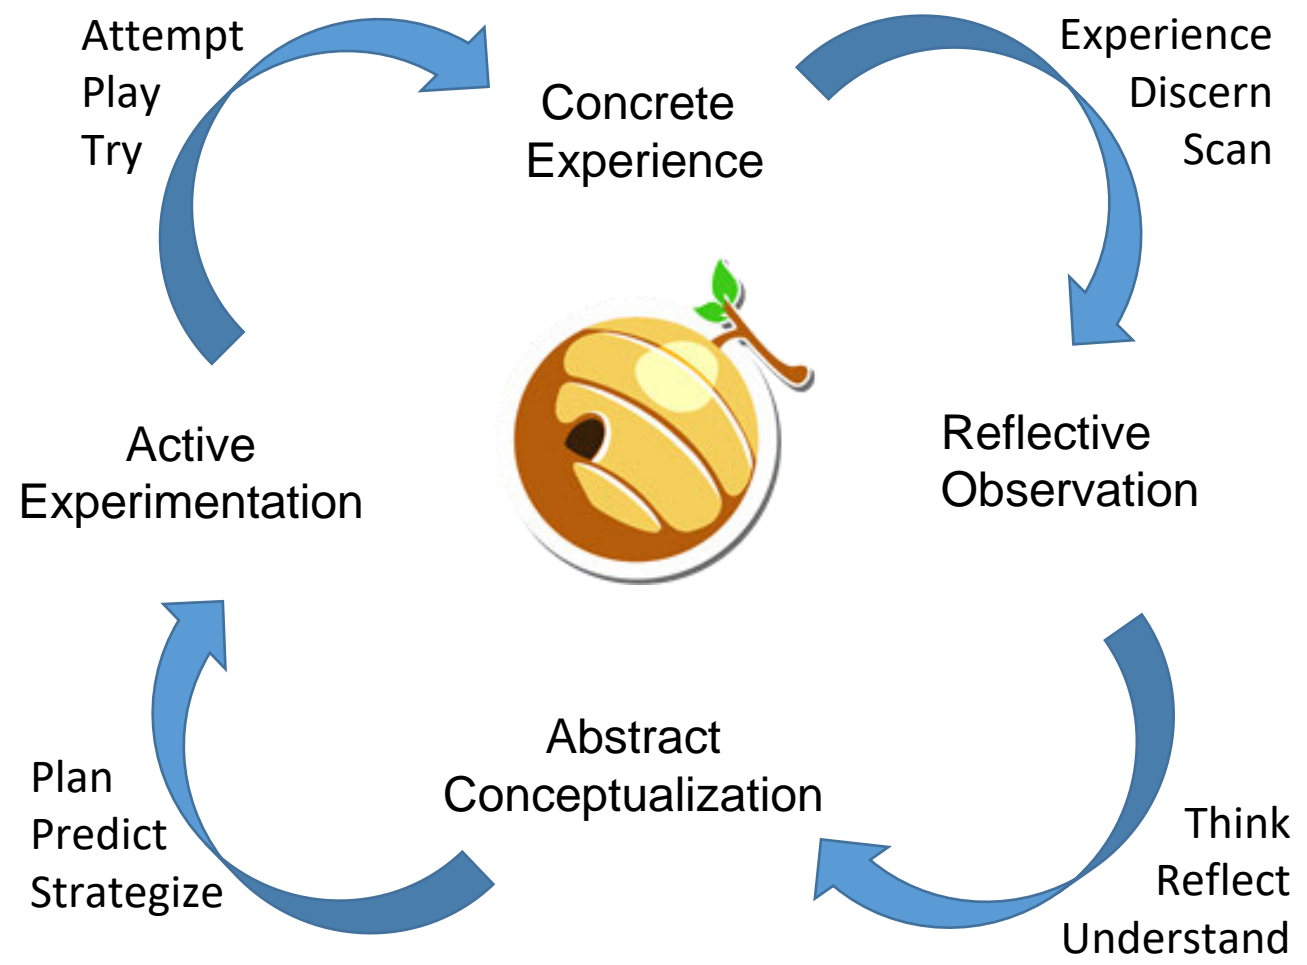 Attempt
Play
Try
Concrete
Experience
Experience
Discern
Scan
Reflective
Observation
Think
Reflect
Understand
Abstract
Conceptualization
Plan
Predict
Strategize
Active
Experimentation